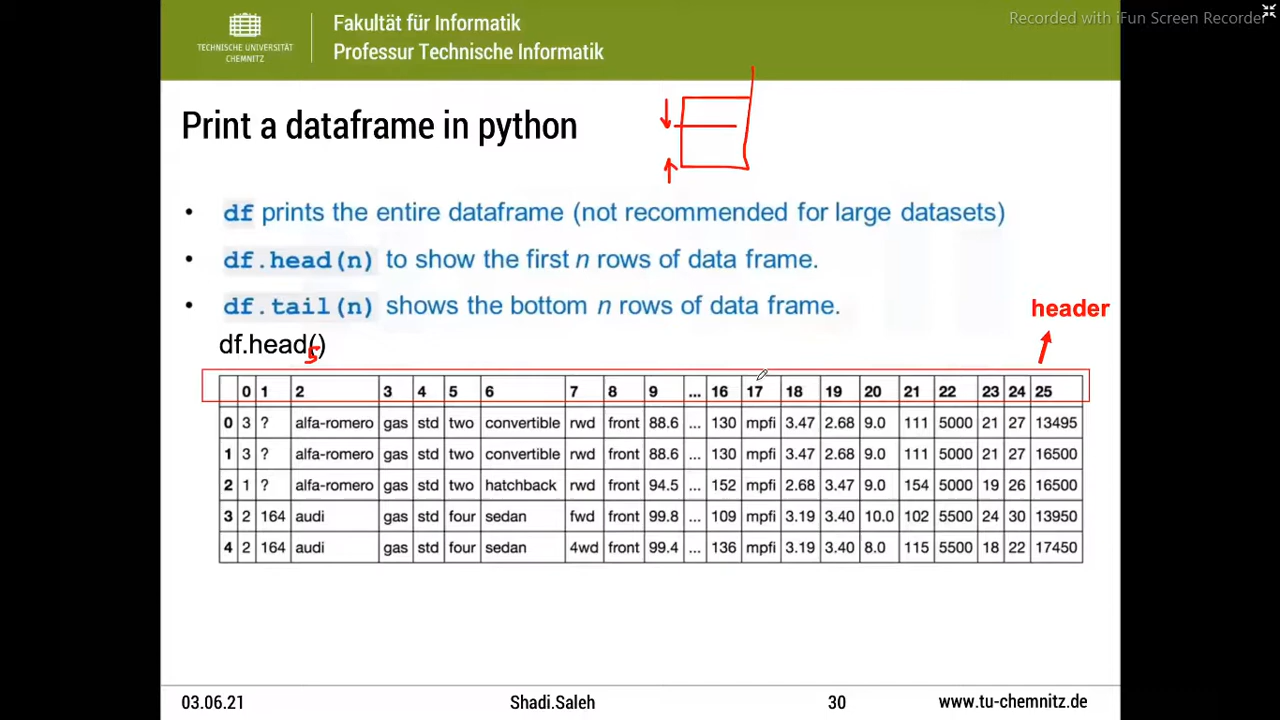 Recorded with iFun Screen Recorder
TECHNISCHE UNIVERSITÄT
CHEMNITZ
Fakultät für Informatik
Professur Technische Informatik
Print a dataframe in python
• df prints the entire dataframe (not recommended for large datasets)
• df.head(n) to show the first n rows of data frame.
• df.tail(n) shows the bottom n rows of data frame.
header
df.head()
5
0 1 2 3 4 5 6 7 8 9 ... 16 17 18 19 20 21 22 23 24 25
0 3 ? alfa-romero gas std two convertible rwd front 88.6 ... 130 mpfi 3.47 2.68 9.0 111 5000 21 27 13495
1 3 ? alfa-romero gas std two convertible rwd front 88.6 ... 130 mpfi 3.47 2.68 9.0 111 5000 21 27 16500
2 1 ? alfa-romero gas std two hatchback rwd front 94.5 ... 152 mpfi 2.68 3.47 9.0 154 5000 19 26 16500
3 2 164 audi gas std four sedan fwd front 99.8 ... 109 mpfi 3.19 3.40 10.0 102 5500 24 30 13950
4 2 164 audi gas std four sedan 4wd front 99.4 ... 136 mpfi 3.19 3.40 8.0 115 5500 18 22 17450
03.06.21 Shadi.Saleh 30 www.tu-chemnitz.de